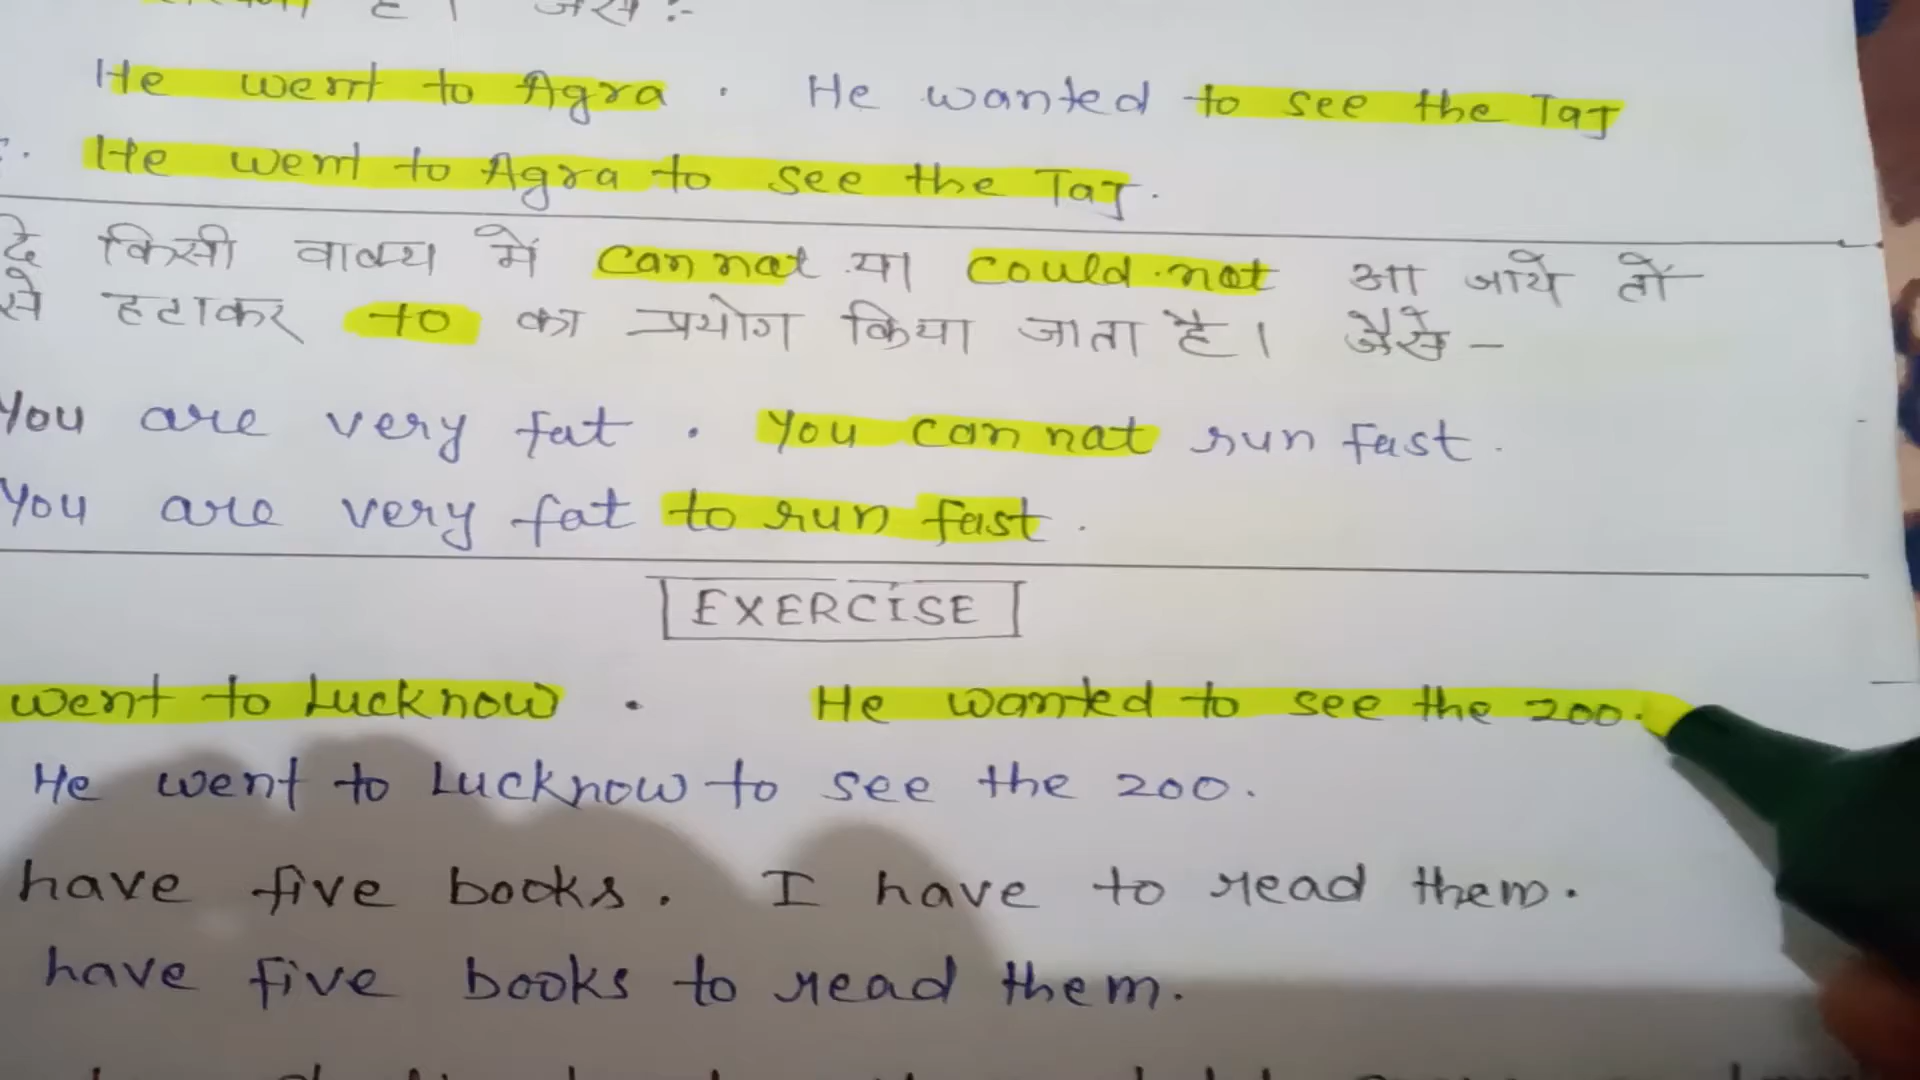 है । जैसे :-
He went to Agra . He wanted to see the Taj
He went to Agra to see the Taj.
दि किसी वाक्य में can not या could not आ जाये तो
से हटाकर to का प्रयोग किया जाता है। जैसे –
You are very fat . You can not run fast .
You are very fat to run fast .
EXERCISE
went to Lucknow . He wanted to see the zoo.
He went to Lucknow to see the zoo.
have five books . I have to read them.
have five books to read them.